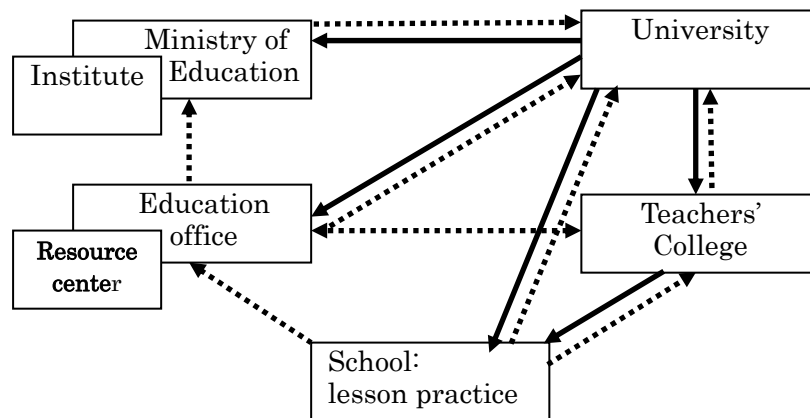 Ministry of
Education
University
Institute
Education
office
Teachers’
College
Resource
center
School:
lesson practice